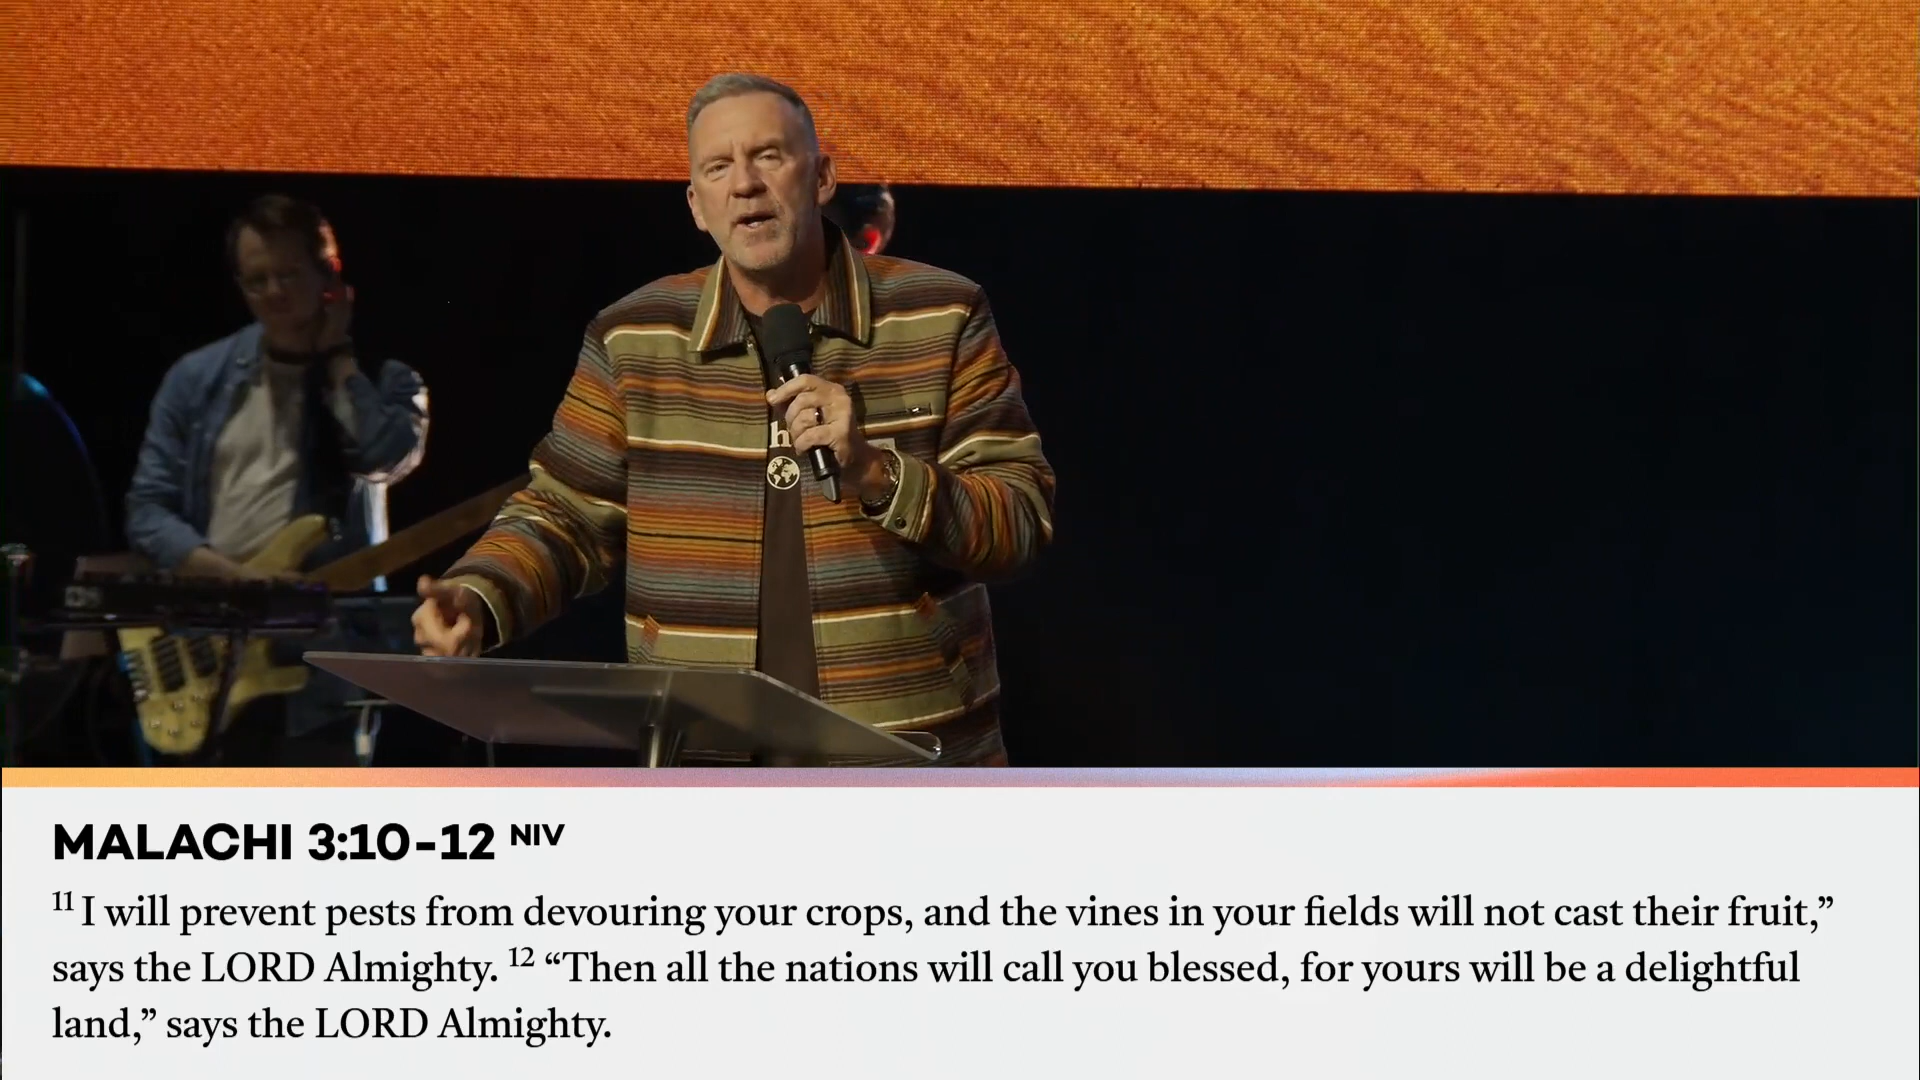 h
MALACHI 3:10-12 NIV
11 I will prevent pests from devouring your crops, and the vines in your fields will not cast their fruit,”
says the LORD Almighty. 12 “Then all the nations will call you blessed, for yours will be a delightful
land,” says the LORD Almighty.